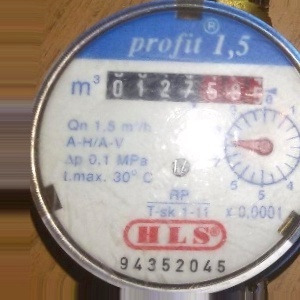 profit® 1,5
m³ 01275
Qn 1.5 m³/h
A-H/A-V
Δp 0,1 MPa
t.max. 30° C
RP
T-sk 1-11 x 0,0001
HLS
94352045